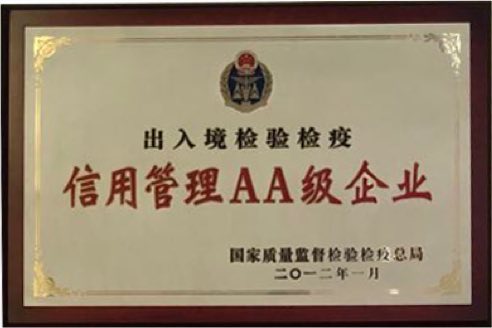 出入境检验检疫
信用管理AA级企业
国家质量监督检验检疫总局
二〇一二年一月